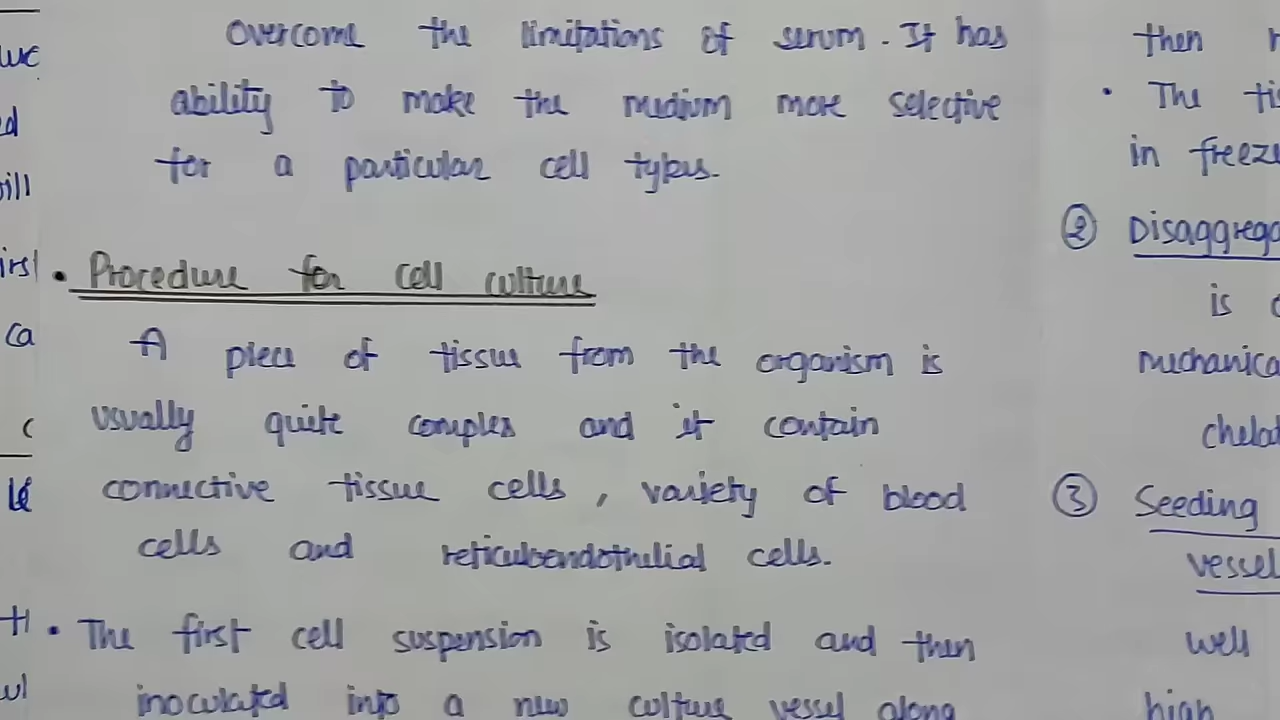 overcome the limitations of serum. It has
ability to make the medium more selective
for a particular cell types.
• Procedure for cell culture
A piece of tissue from the organism is
usually quite complex and it contain
connective tissue cells, variety of blood
cells and reticuloendothelial cells.
• The first cell suspension is isolated and then
inoculated into a new culture vessel along
then
• The
in freeze
② Disaggrega
is
mechanica
chelat
③ Seeding
vessel
well
high